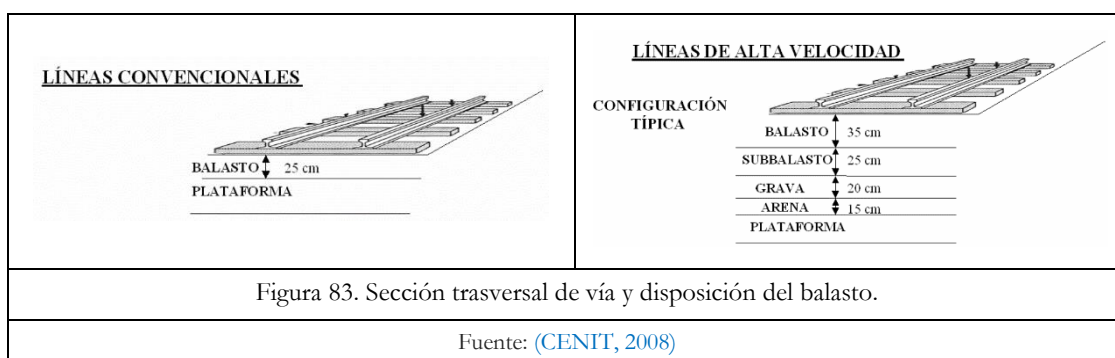 LÍNEAS CONVENCIONALES
BALASTO 25 cm
PLATAFORMA
LÍNEAS DE ALTA VELOCIDAD
CONFIGURACIÓN
TÍPICA
BALASTO 35 cm
SUBBALASTO 25 cm
GRAVA 20 cm
ARENA 15 cm
PLATAFORMA
Figura 83. Sección trasversal de vía y disposición del balasto.
Fuente: (CENIT, 2008)